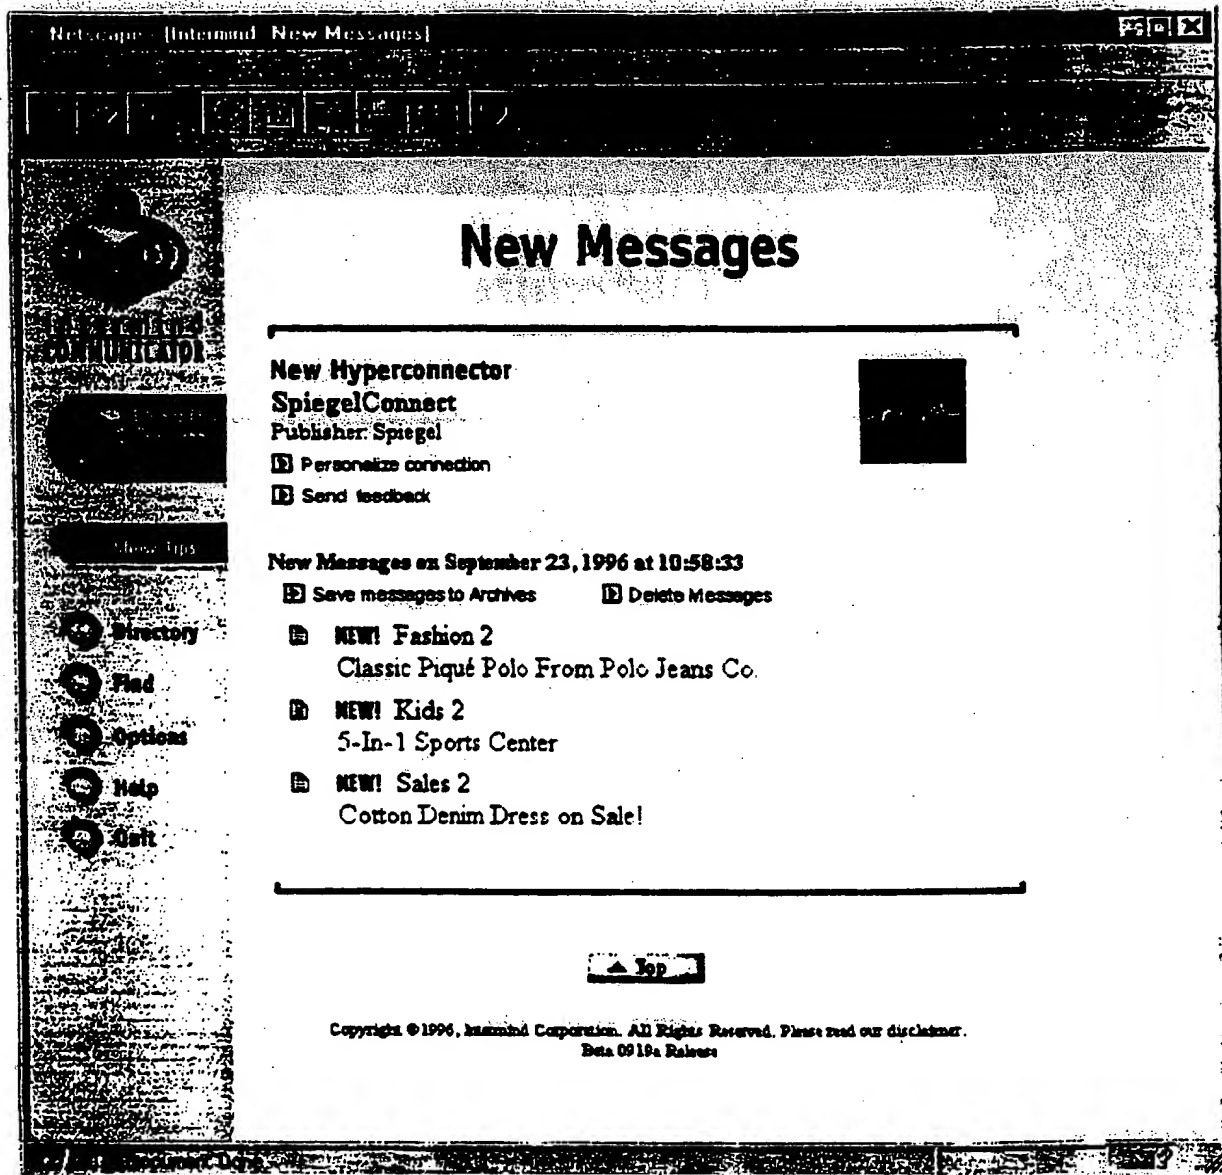 Netscape - [Intermind New Messages]
New Messages
INTERMIND
COMMUNICATOR
New Hyperconnector
SpiegelConnect
Publisher: Spiegel
Personalize connection
Send feedback
Show Tips
New Messages on September 23, 1996 at 10:58:33
Save messages to Archives
Delete Messages
Directory
Find
Options
Help
Quit
NEW! Fashion 2
Classic Piqué Polo From Polo Jeans Co.
NEW! Kids 2
5-In-1 Sports Center
NEW! Sales 2
Cotton Denim Dress on Sale!
Top
Copyright ©1996, Intermind Corporation. All Rights Reserved. Please read our disclaimer.
Beta 0919a Release